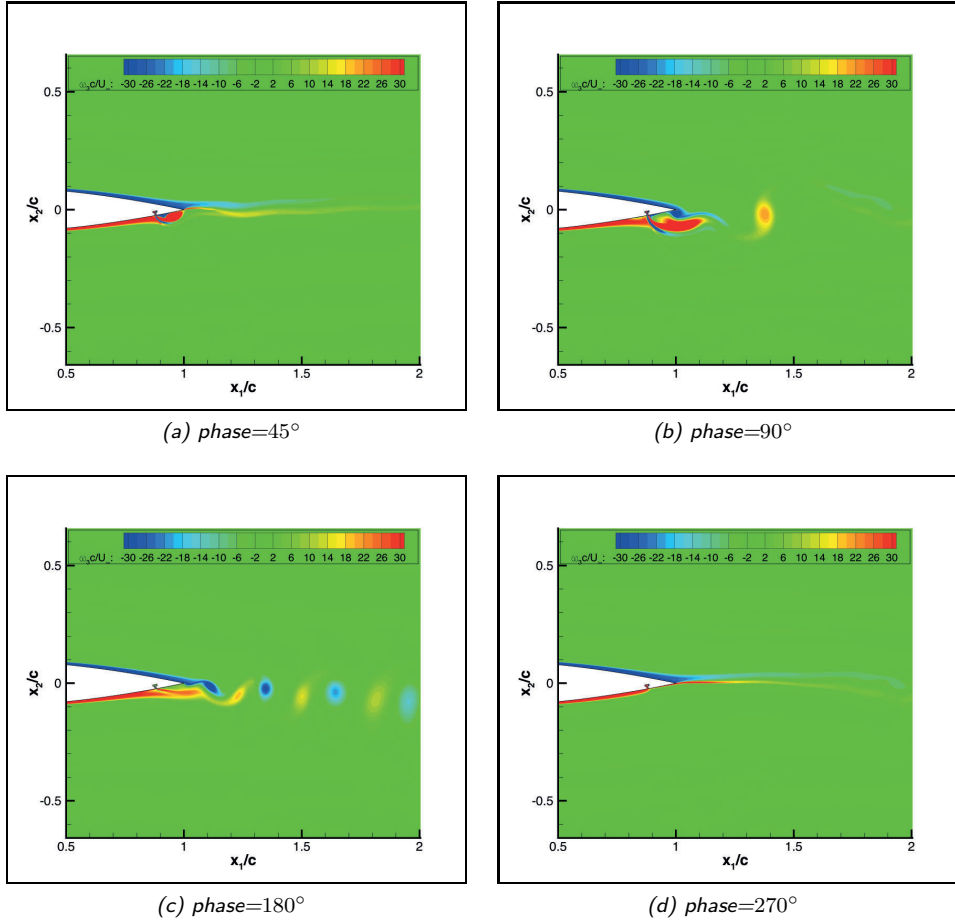 ω₃c/U∞: -30 -26 -22 -18 -14 -10 -6 -2 2 6 10 14 18 22 26 30
x₂/c
0.5
0
-0.5
0.5 1 1.5 2
x₁/c
(a) phase=45°
ω₃c/U∞: -30 -26 -22 -18 -14 -10 -6 -2 2 6 10 14 18 22 26 30
x₂/c
0.5
0
-0.5
0.5 1 1.5 2
x₁/c
(b) phase=90°
ω₃c/U∞: -30 -26 -22 -18 -14 -10 -6 -2 2 6 10 14 18 22 26 30
x₂/c
0.5
0
-0.5
0.5 1 1.5 2
x₁/c
(c) phase=180°
ω₃c/U∞: -30 -26 -22 -18 -14 -10 -6 -2 2 6 10 14 18 22 26 30
x₂/c
0.5
0
-0.5
0.5 1 1.5 2
x₁/c
(d) phase=270°